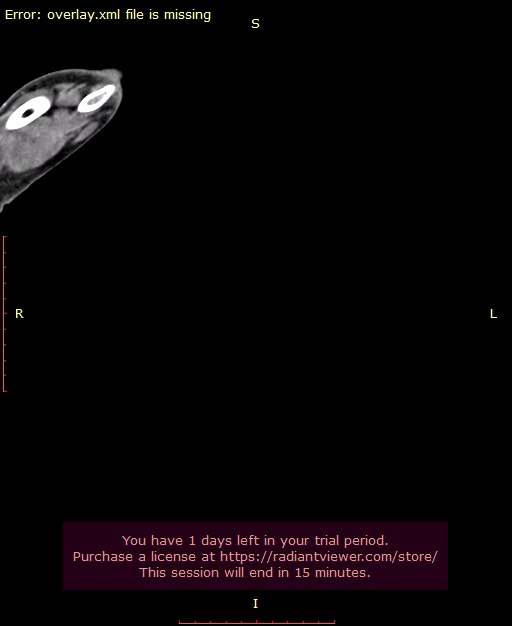 Error: overlay.xml file is missing
S
R
L
You have 1 days left in your trial period.
Purchase a license at https://radiantviewer.com/store/
This session will end in 15 minutes.
I